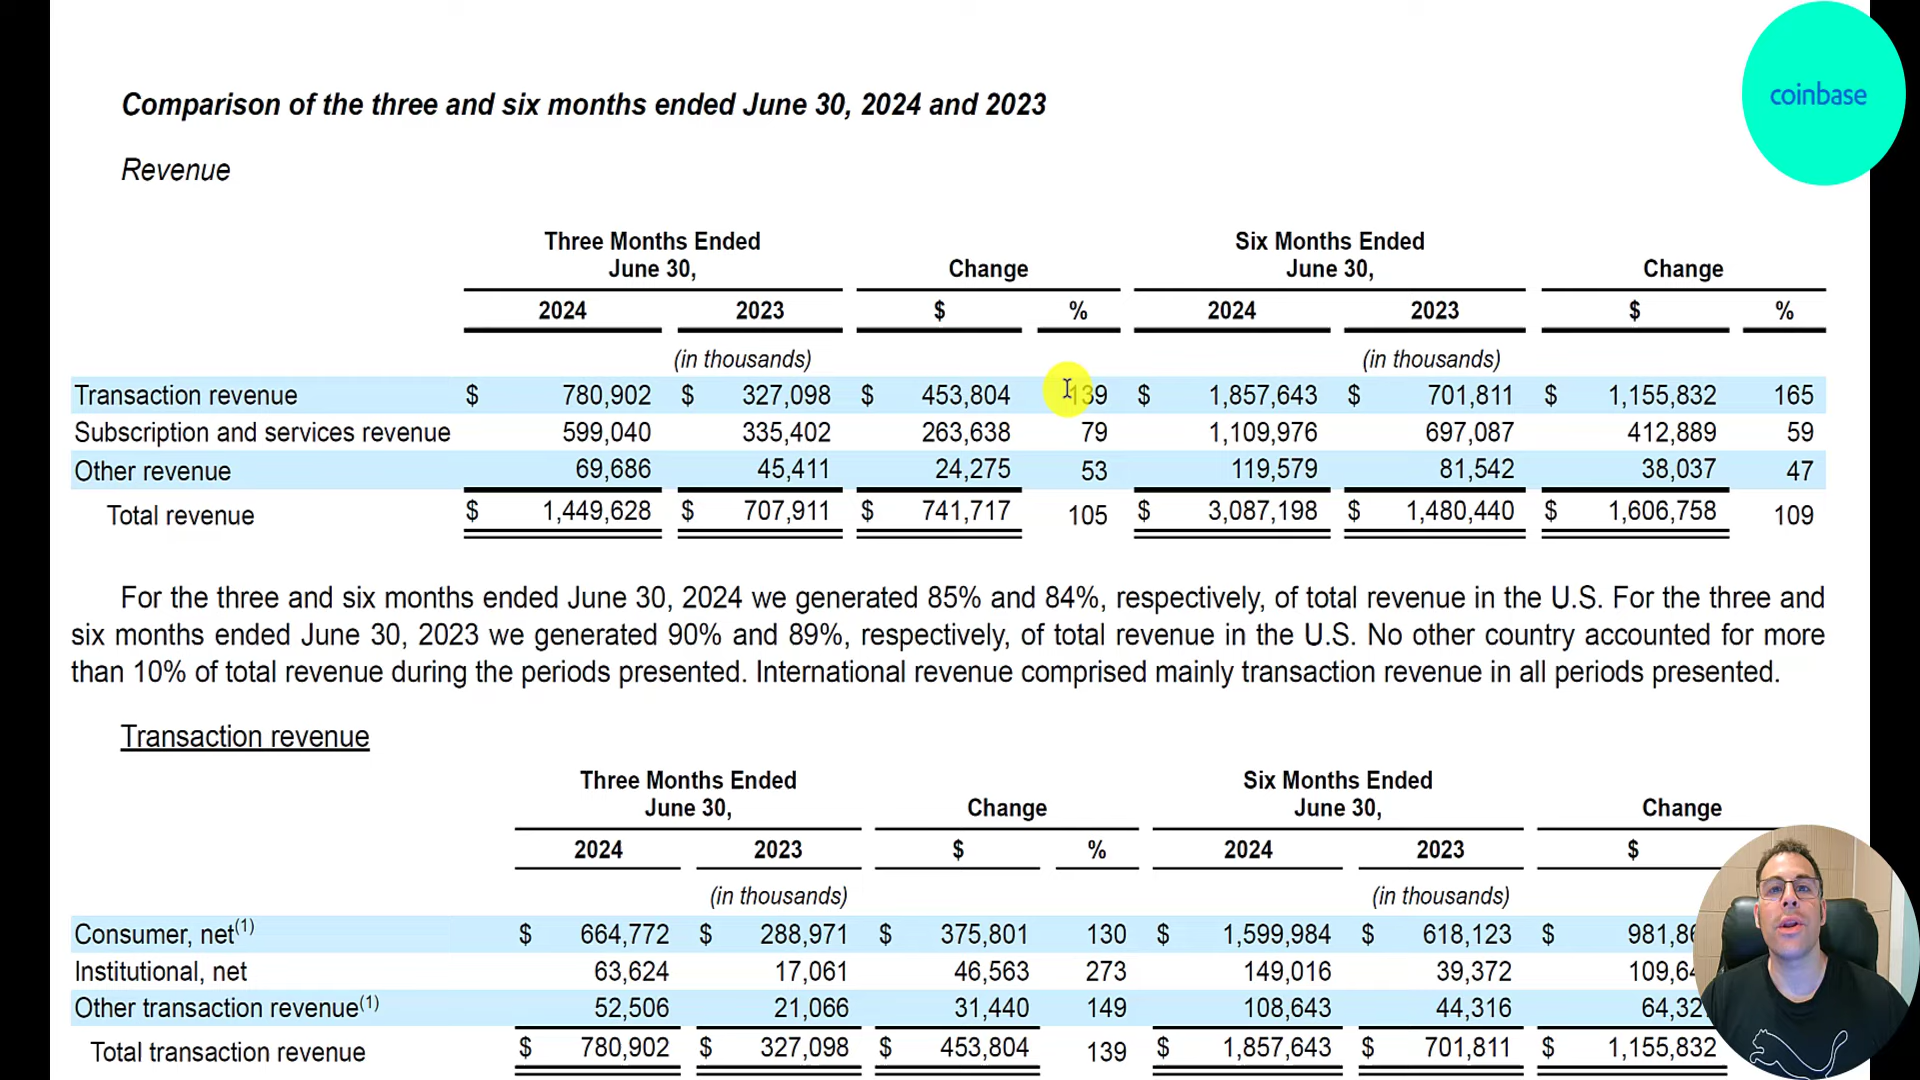 coinbase
Comparison of the three and six months ended June 30, 2024 and 2023
Revenue
Three Months Ended Six Months Ended
June 30, Change June 30, Change
2024 2023 $ % 2024 2023 $ %
(in thousands) (in thousands)
Transaction revenue $ 780,902 $ 327,098 $ 453,804 139 $ 1,857,643 $ 701,811 $ 1,155,832 165
Subscription and services revenue 599,040 335,402 263,638 79 1,109,976 697,087 412,889 59
Other revenue 69,686 45,411 24,275 53 119,579 81,542 38,037 47
Total revenue $ 1,449,628 $ 707,911 $ 741,717 105 $ 3,087,198 $ 1,480,440 $ 1,606,758 109
For the three and six months ended June 30, 2024 we generated 85% and 84%, respectively, of total revenue in the U.S. For the three and
six months ended June 30, 2023 we generated 90% and 89%, respectively, of total revenue in the U.S. No other country accounted for more
than 10% of total revenue during the periods presented. International revenue comprised mainly transaction revenue in all periods presented.
Transaction revenue
Three Months Ended Six Months Ended
June 30, Change June 30, Change
2024 2023 $ % 2024 2023 $
(in thousands) (in thousands)
Consumer, net(1) $ 664,772 $ 288,971 $ 375,801 130 $ 1,599,984 $ 618,123 $
Institutional, net 63,624 17,061 46,563 273 149,016 39,372
Other transaction revenue(1) 52,506 21,066 31,440 149 108,643 44,316
Total transaction revenue $ 780,902 $ 327,098 $ 453,804 139 $ 1,857,643 $ 701,811 $ 1,155,832